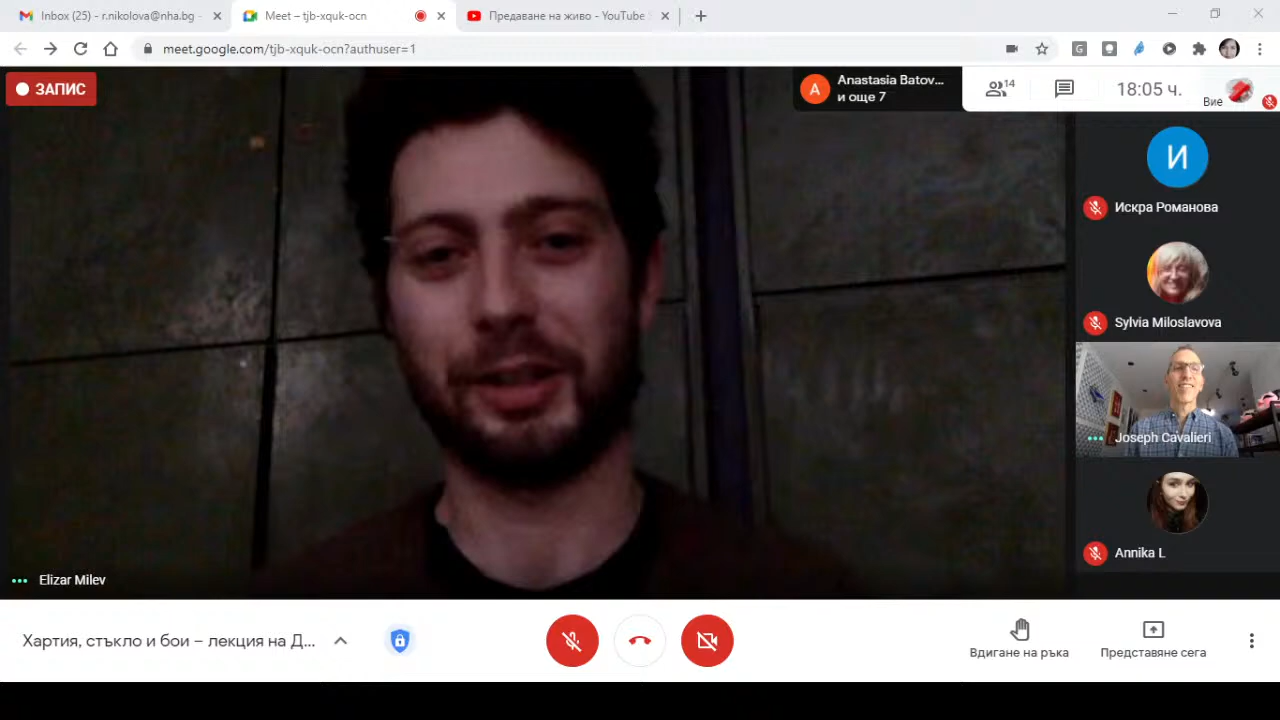 Inbox (25) - r.nikolova@nha.bg -
Meet – tjb-xquk-ocn
Предаване на живо - YouTube
meet.google.com/tjb-xquk-ocn?authuser=1
ЗАПИС
A
Anastasia Batov...
и още 7
14
18:05 ч.
Вие
И
Искра Романова
Sylvia Miloslavova
Joseph Cavalieri
Annika L
Elizar Milev
Хартия, стъкло и бои – лекция на Д...
Вдигане на ръка
Представяне сега